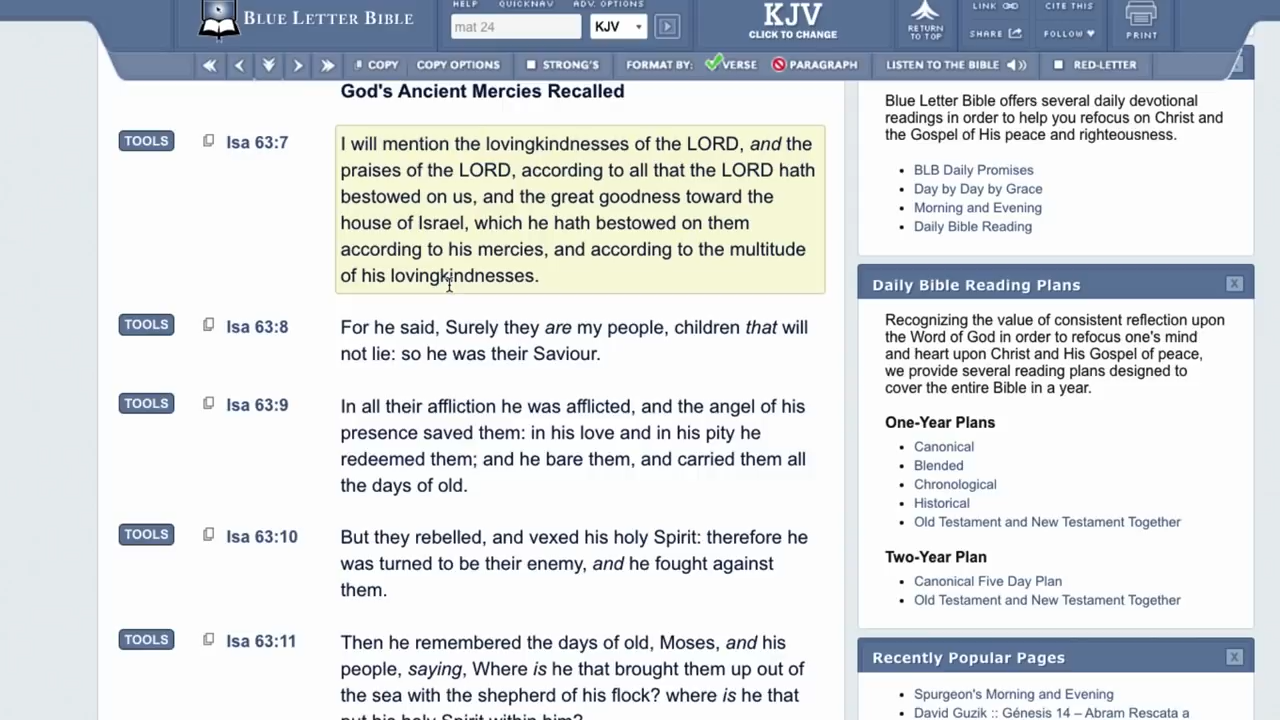 HELP QUICKNAV ADV. OPTIONS
BLUE LETTER BIBLE
mat 24
KJV
KJV
CLICK TO CHANGE
RETURN
TO TOP
LINK
CITE THIS
SHARE
FOLLOW
PRINT
COPY COPY OPTIONS STRONG'S FORMAT BY: VERSE PARAGRAPH LISTEN TO THE BIBLE RED-LETTER
God's Ancient Mercies Recalled
TOOLS Isa 63:7
I will mention the lovingkindnesses of the LORD, and the
praises of the LORD, according to all that the LORD hath
bestowed on us, and the great goodness toward the
house of Israel, which he hath bestowed on them
according to his mercies, and according to the multitude
of his lovingkindnesses.
TOOLS Isa 63:8
For he said, Surely they are my people, children that will
not lie: so he was their Saviour.
TOOLS Isa 63:9
In all their affliction he was afflicted, and the angel of his
presence saved them: in his love and in his pity he
redeemed them; and he bare them, and carried them all
the days of old.
TOOLS Isa 63:10
But they rebelled, and vexed his holy Spirit: therefore he
was turned to be their enemy, and he fought against
them.
TOOLS Isa 63:11
Then he remembered the days of old, Moses, and his
people, saying, Where is he that brought them up out of
the sea with the shepherd of his flock? where is he that
put his holy Spirit within him?
Blue Letter Bible offers several daily devotional
readings in order to help you refocus on Christ and
the Gospel of His peace and righteousness.
• BLB Daily Promises
• Day by Day by Grace
• Morning and Evening
• Daily Bible Reading
Daily Bible Reading Plans
Recognizing the value of consistent reflection upon
the Word of God in order to refocus one's mind
and heart upon Christ and His Gospel of peace,
we provide several reading plans designed to
cover the entire Bible in a year.
One-Year Plans
• Canonical
• Blended
• Chronological
• Historical
• Old Testament and New Testament Together
Two-Year Plan
• Canonical Five Day Plan
• Old Testament and New Testament Together
Recently Popular Pages
• Spurgeon's Morning and Evening
• David Guzik :: Génesis 14 – Abram Rescata a